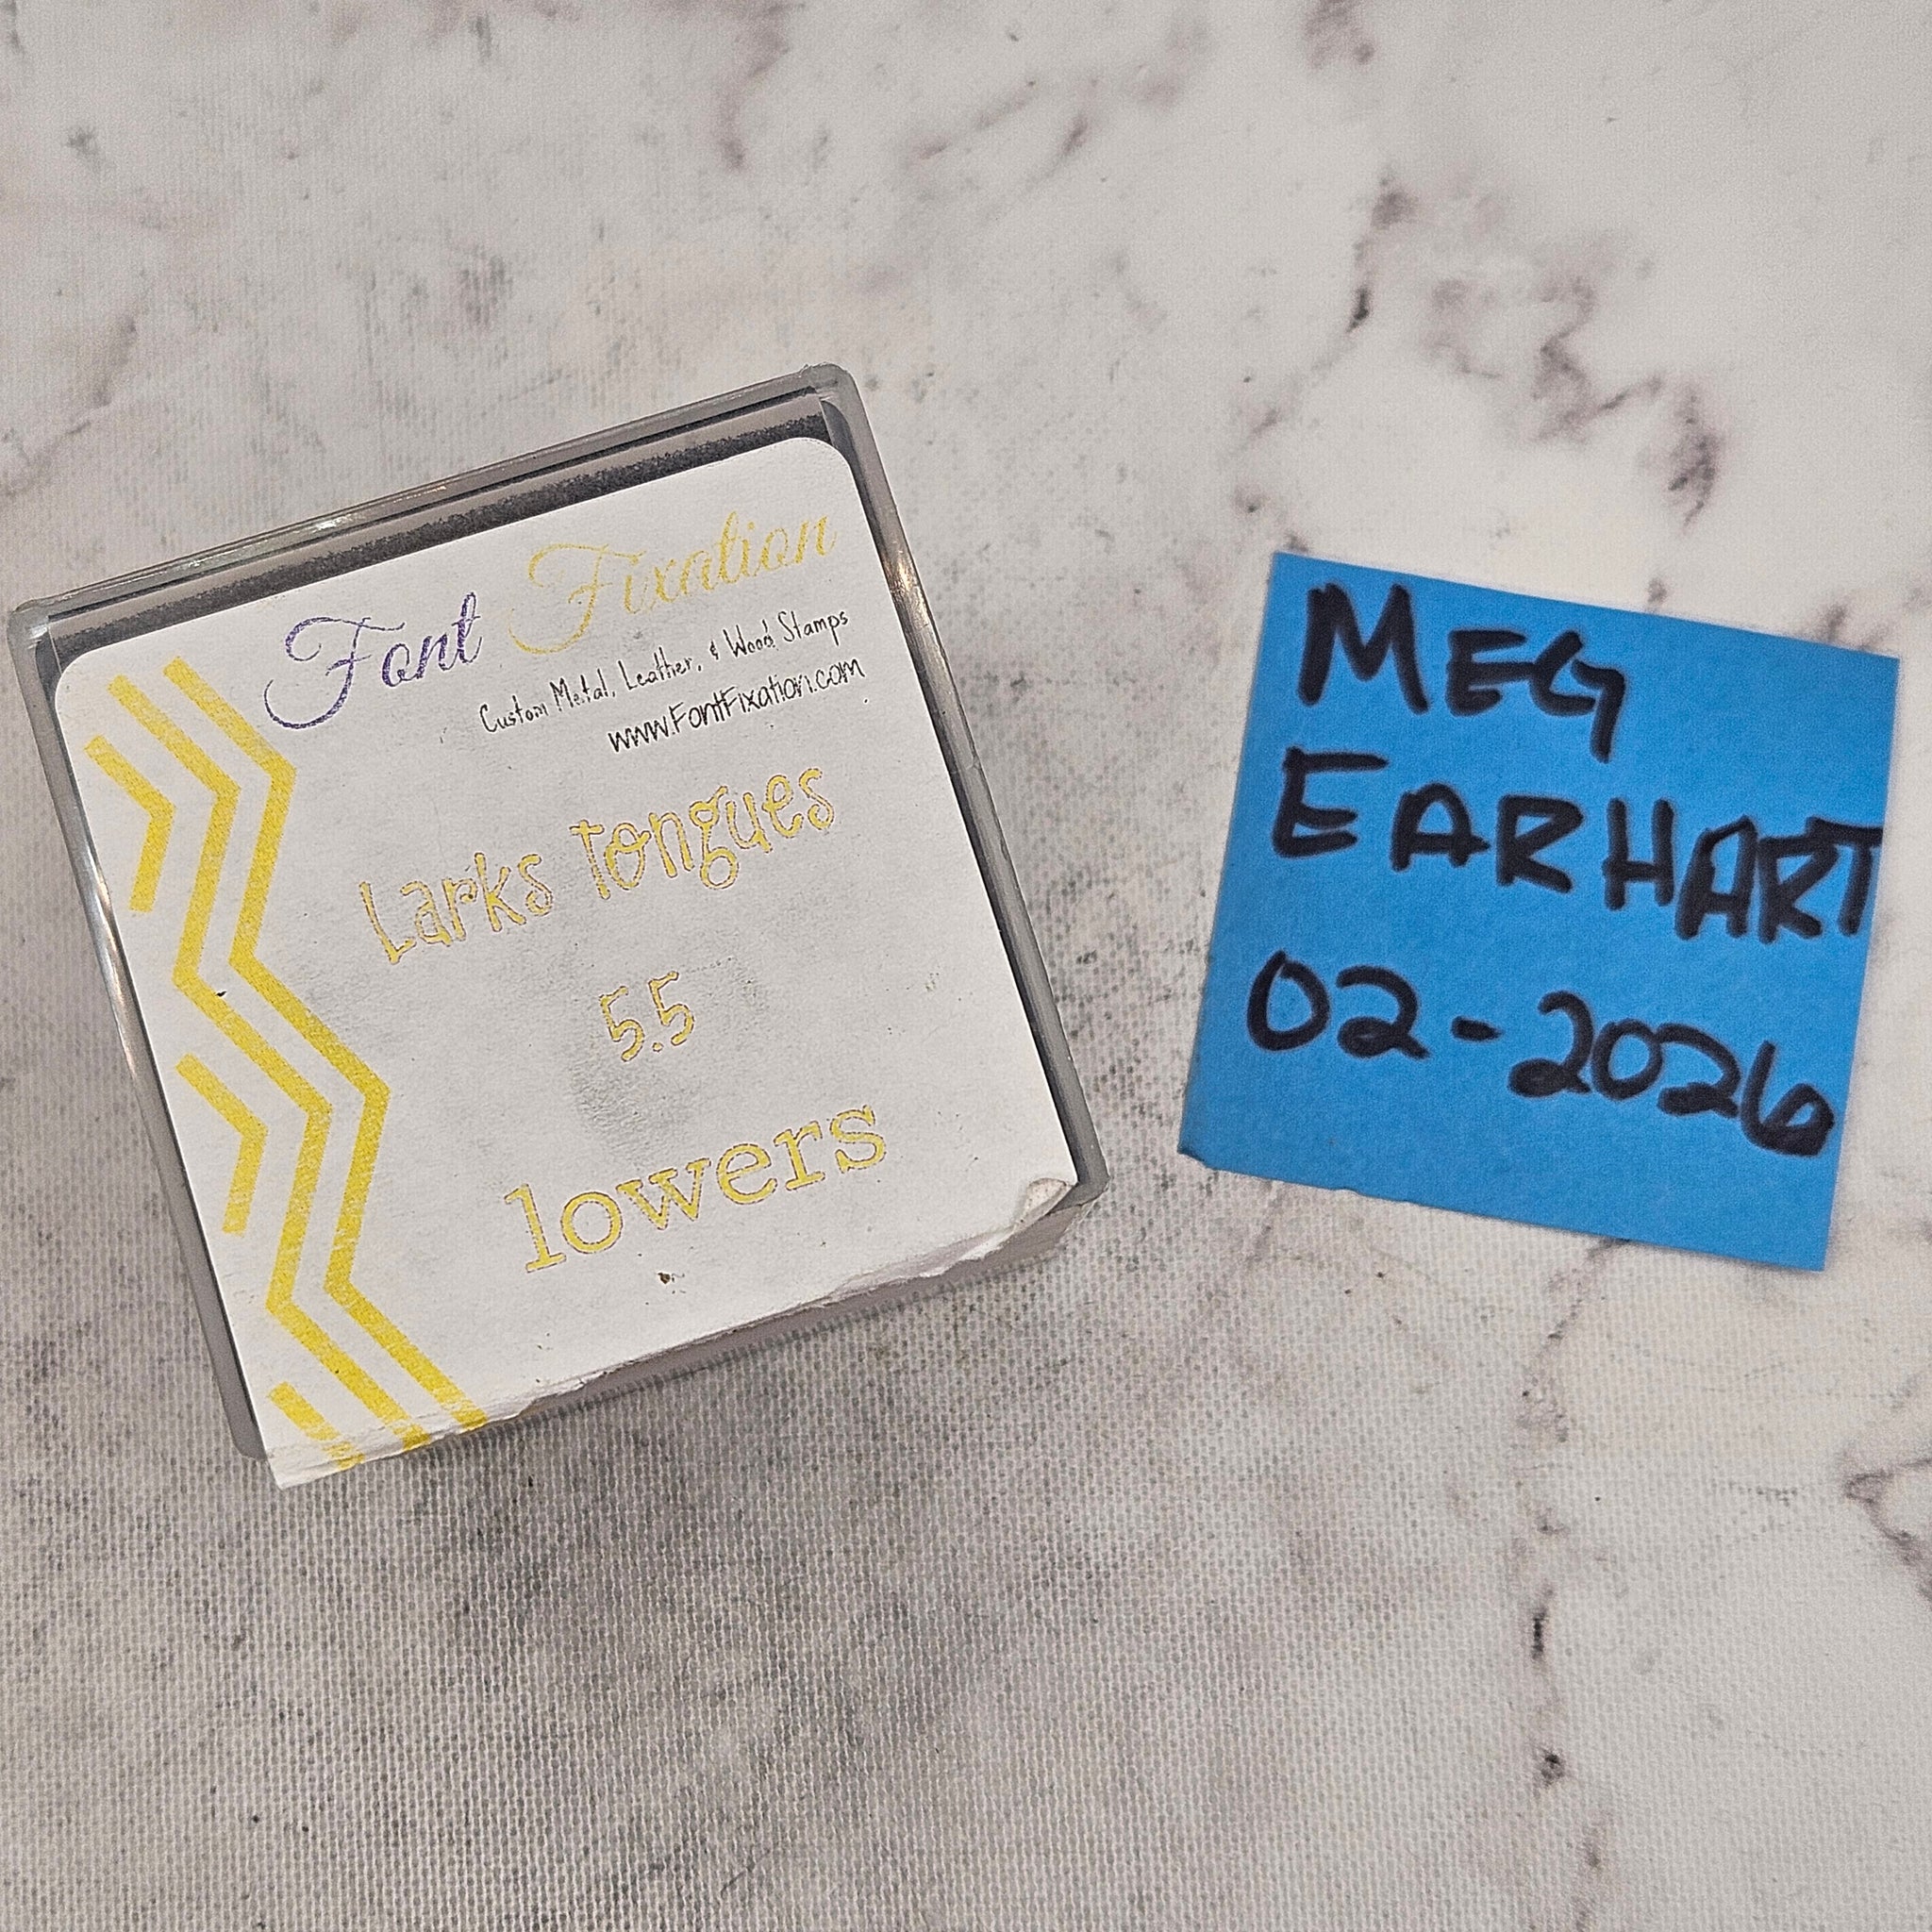 Font Fixation
Custom Metal, Leather, & Wood Stamps
www.FontFixation.com
Larks Tongues
5.5
lowers
MEG
EARHART
02-2026